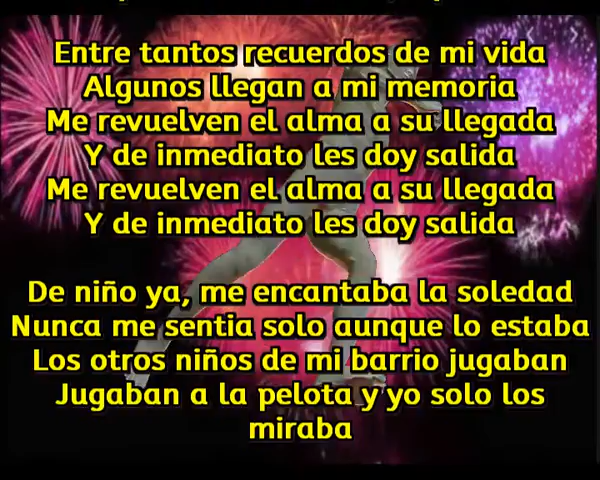 Entre tantos recuerdos de mi vida
Algunos llegan a mi memoria
Me revuelven el alma a su llegada
Y de inmediato les doy salida
Me revuelven el alma a su llegada
Y de inmediato les doy salida
De niño ya, me encantaba la soledad
Nunca me sentia solo aunque lo estaba
Los otros niños de mi barrio jugaban
Jugaban a la pelota y yo solo los
miraba